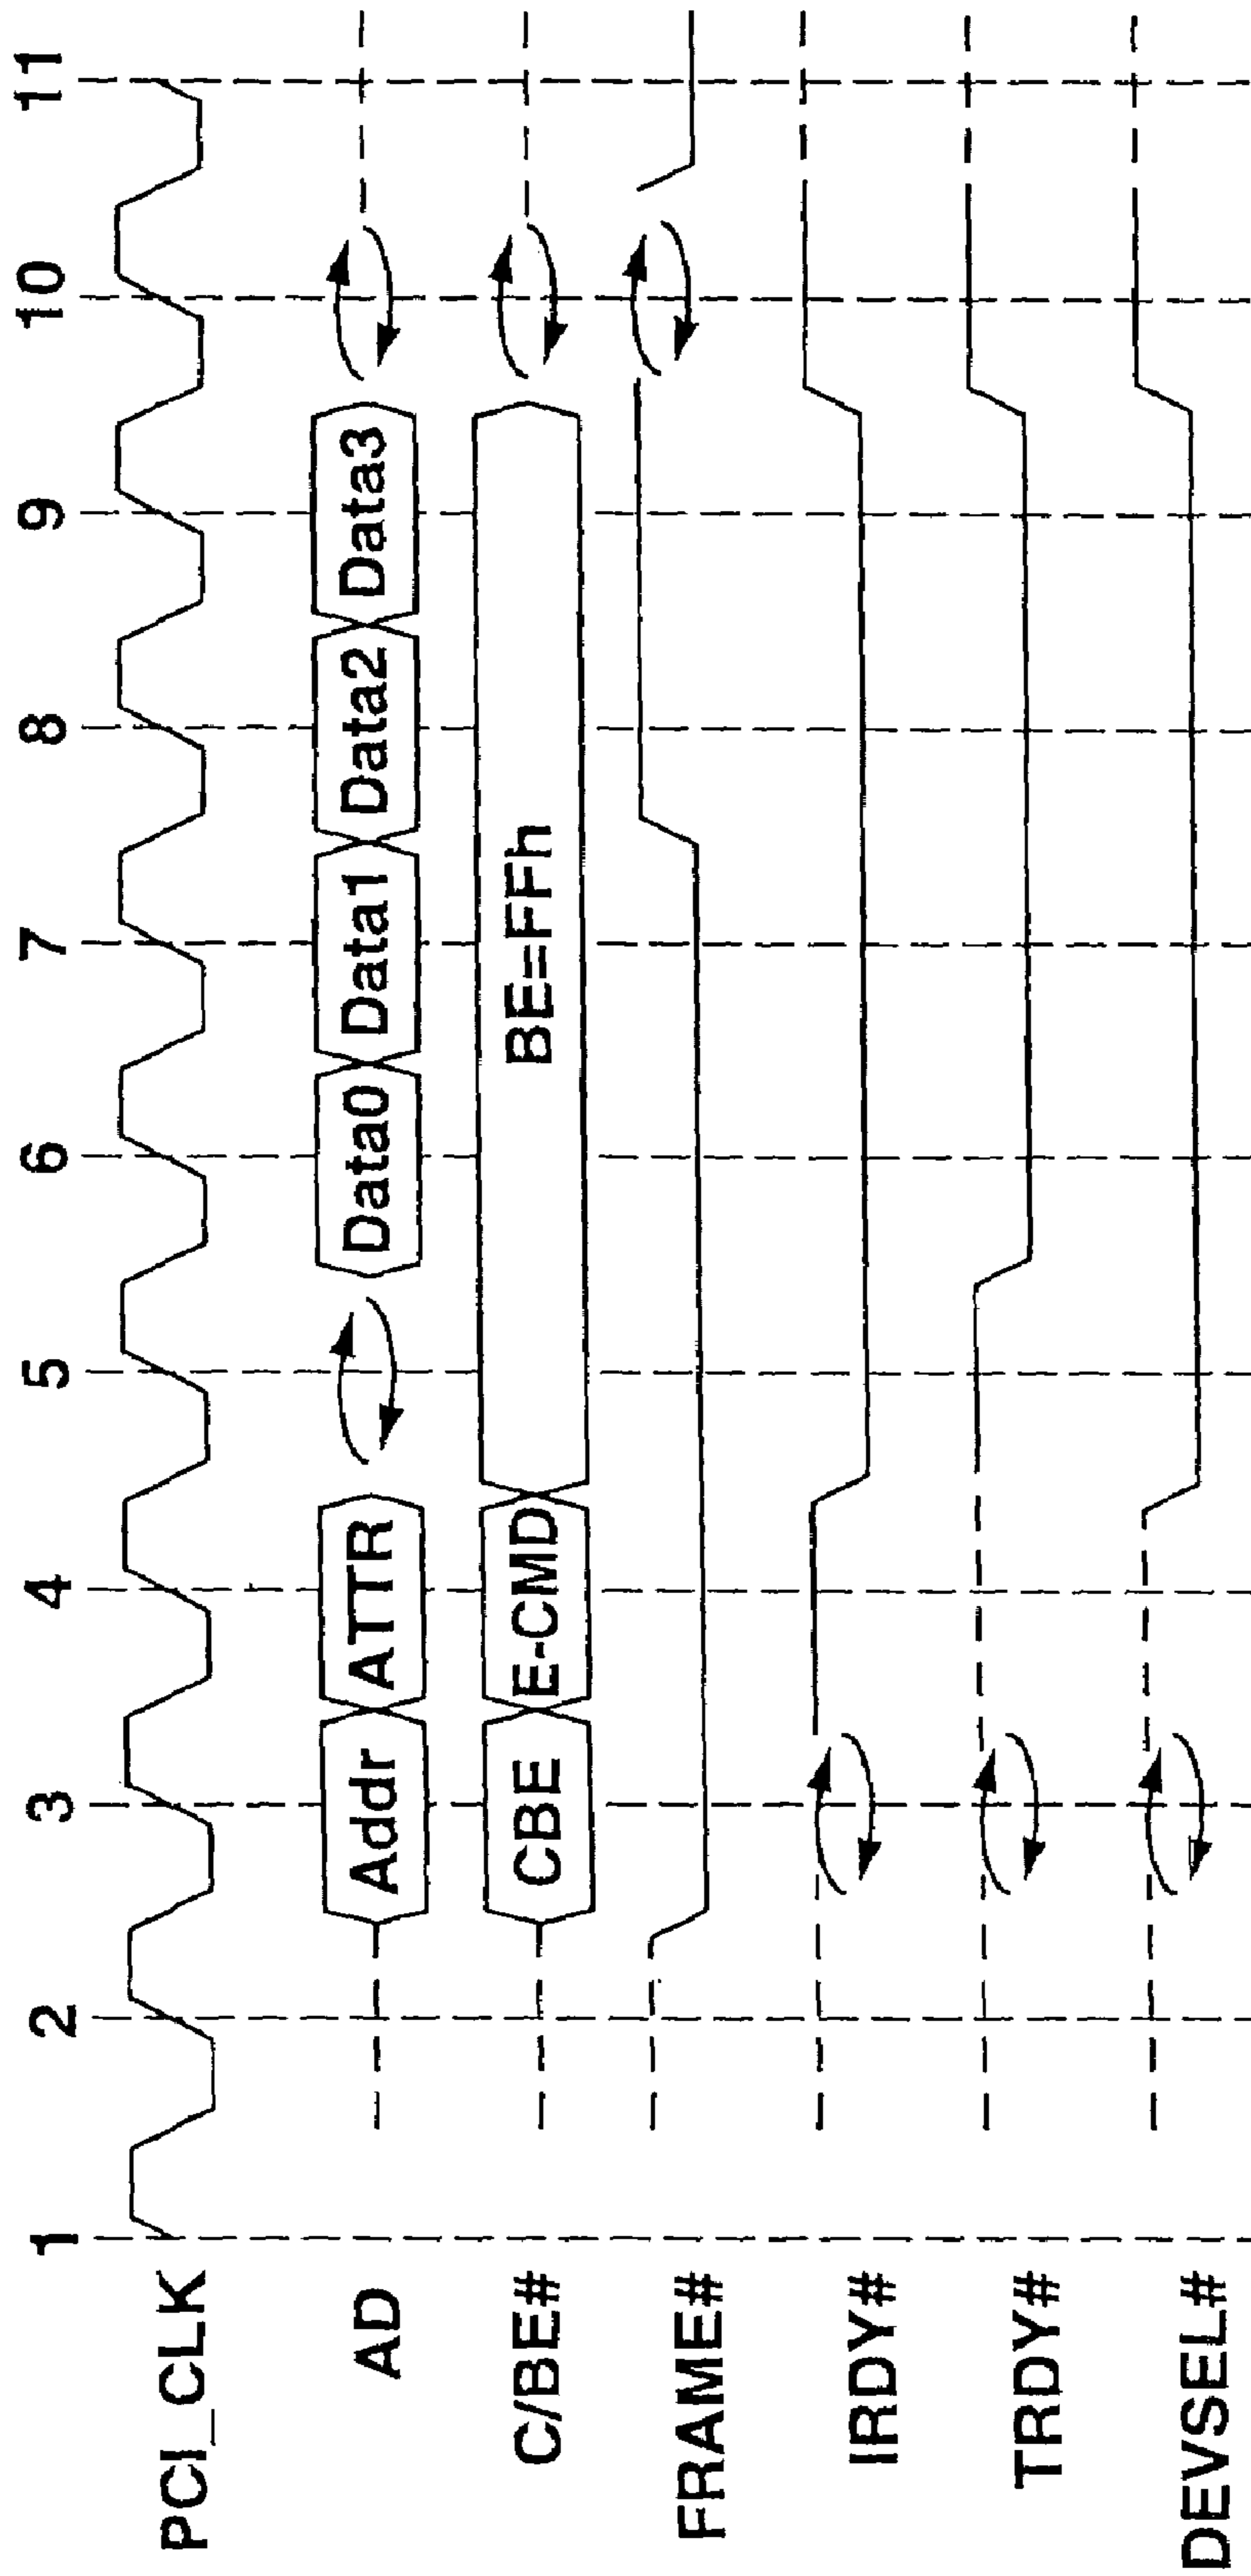 1 2 3 4 5 6 7 8 9 10 11
PCI_CLK
AD Addr ATTR Data0 Data1 Data2 Data3
C/BE# CBE E-CMD BE=FFh
FRAME#
IRDY#
TRDY#
DEVSEL#